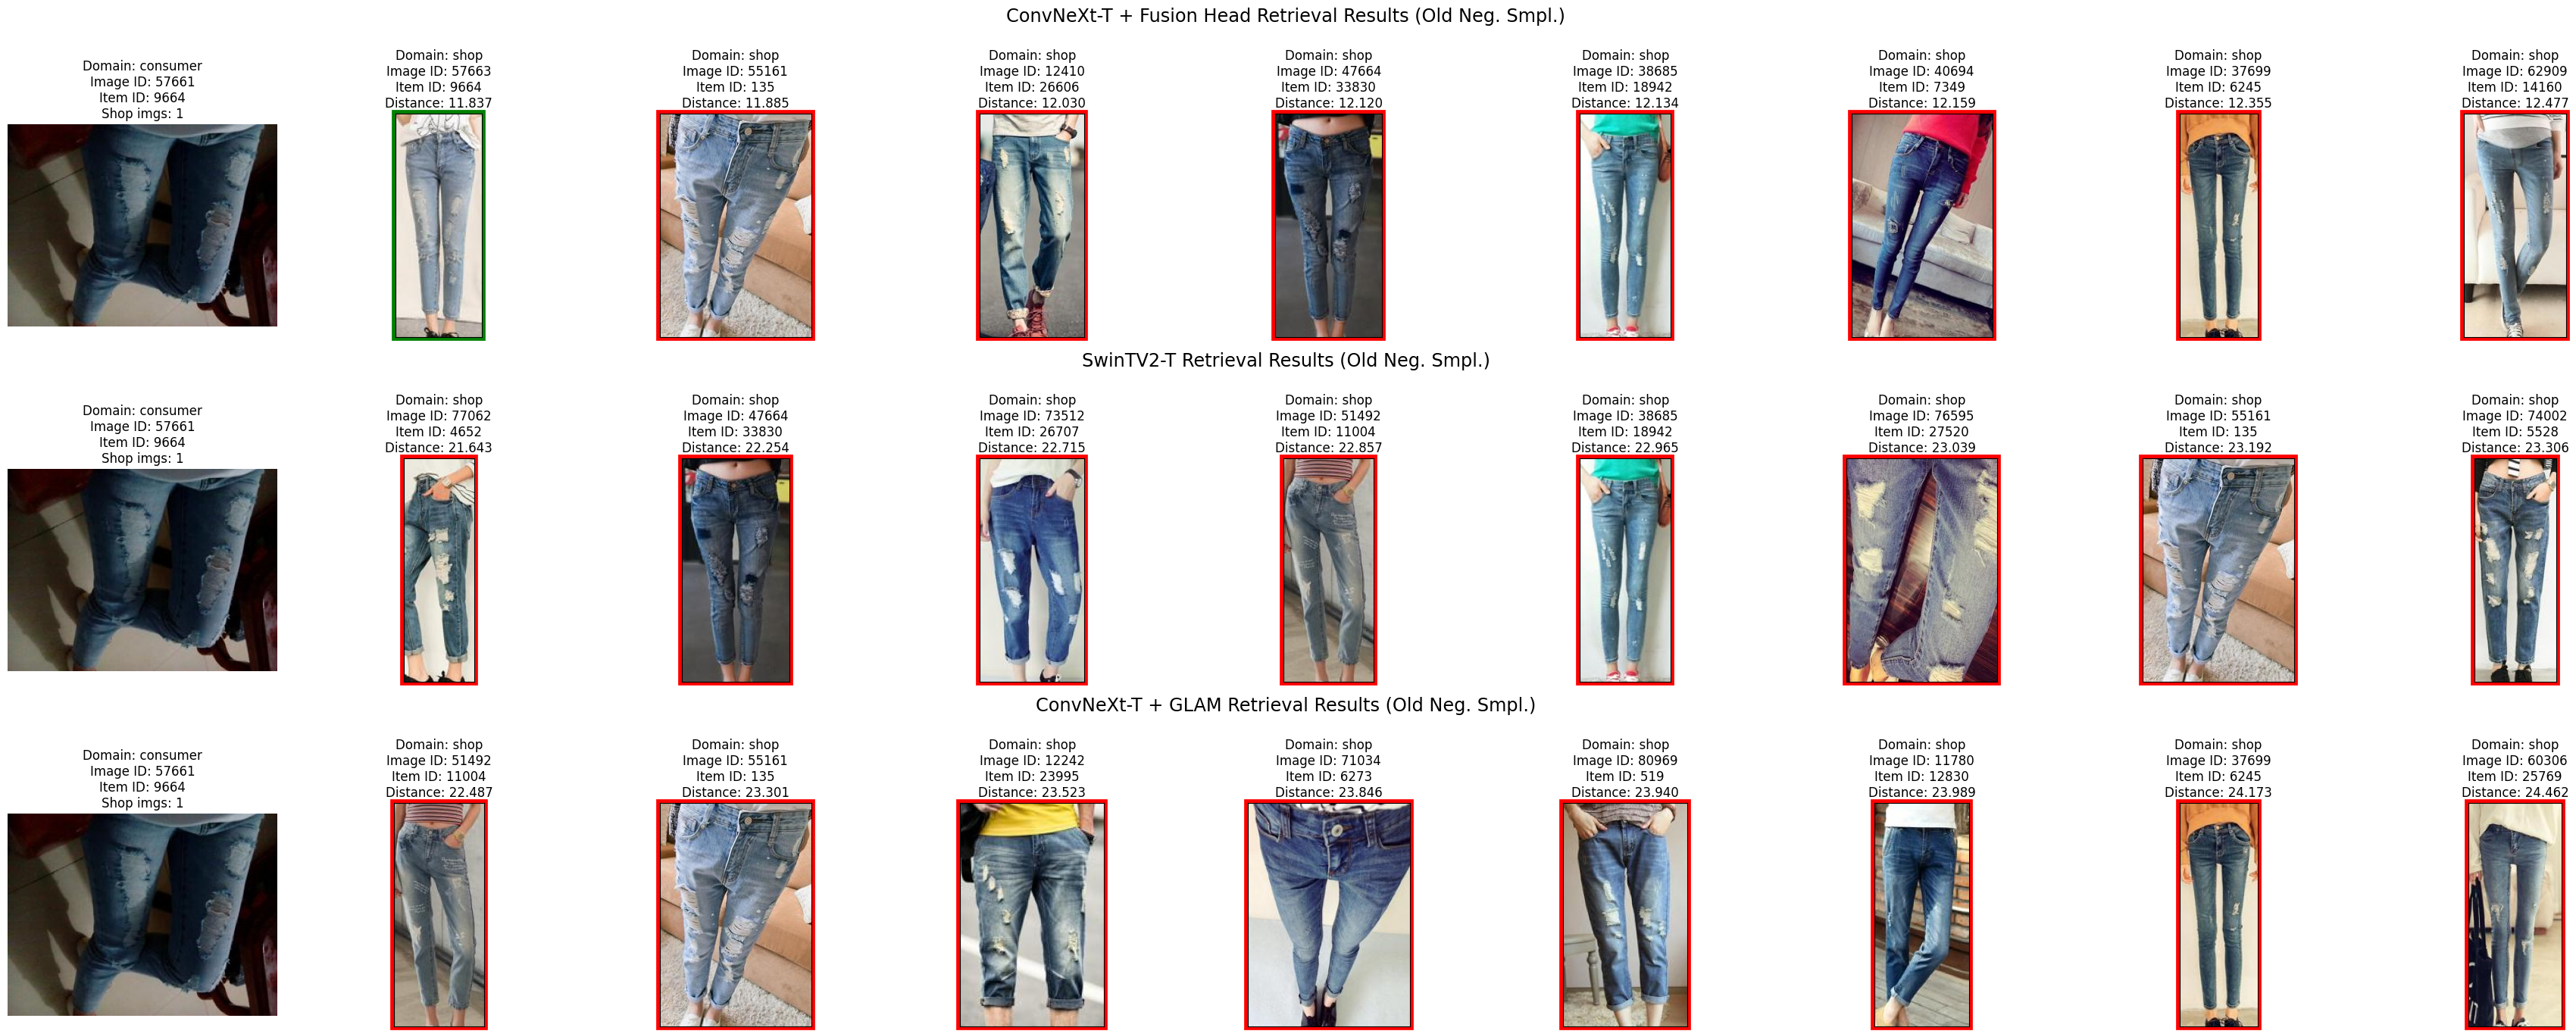 ConvNeXt-T + Fusion Head Retrieval Results (Old Neg. Smpl.)
Domain: consumer
Image ID: 57661
Item ID: 9664
Shop imgs: 1
Domain: shop
Image ID: 57663
Item ID: 9664
Distance: 11.837
Domain: shop
Image ID: 55161
Item ID: 135
Distance: 11.885
Domain: shop
Image ID: 12410
Item ID: 26606
Distance: 12.030
Domain: shop
Image ID: 47664
Item ID: 33830
Distance: 12.120
Domain: shop
Image ID: 38685
Item ID: 18942
Distance: 12.134
Domain: shop
Image ID: 40694
Item ID: 7349
Distance: 12.159
Domain: shop
Image ID: 37699
Item ID: 6245
Distance: 12.355
Domain: shop
Image ID: 62909
Item ID: 14160
Distance: 12.477
SwinTV2-T Retrieval Results (Old Neg. Smpl.)
Domain: consumer
Image ID: 57661
Item ID: 9664
Shop imgs: 1
Domain: shop
Image ID: 77062
Item ID: 4652
Distance: 21.643
Domain: shop
Image ID: 47664
Item ID: 33830
Distance: 22.254
Domain: shop
Image ID: 73512
Item ID: 26707
Distance: 22.715
Domain: shop
Image ID: 51492
Item ID: 11004
Distance: 22.857
Domain: shop
Image ID: 38685
Item ID: 18942
Distance: 22.965
Domain: shop
Image ID: 76595
Item ID: 27520
Distance: 23.039
Domain: shop
Image ID: 55161
Item ID: 135
Distance: 23.192
Domain: shop
Image ID: 74002
Item ID: 5528
Distance: 23.306
ConvNeXt-T + GLAM Retrieval Results (Old Neg. Smpl.)
Domain: consumer
Image ID: 57661
Item ID: 9664
Shop imgs: 1
Domain: shop
Image ID: 51492
Item ID: 11004
Distance: 22.487
Domain: shop
Image ID: 55161
Item ID: 135
Distance: 23.301
Domain: shop
Image ID: 12242
Item ID: 23995
Distance: 23.523
Domain: shop
Image ID: 71034
Item ID: 6273
Distance: 23.846
Domain: shop
Image ID: 80969
Item ID: 519
Distance: 23.940
Domain: shop
Image ID: 11780
Item ID: 12830
Distance: 23.989
Domain: shop
Image ID: 37699
Item ID: 6245
Distance: 24.173
Domain: shop
Image ID: 60306
Item ID: 25769
Distance: 24.462